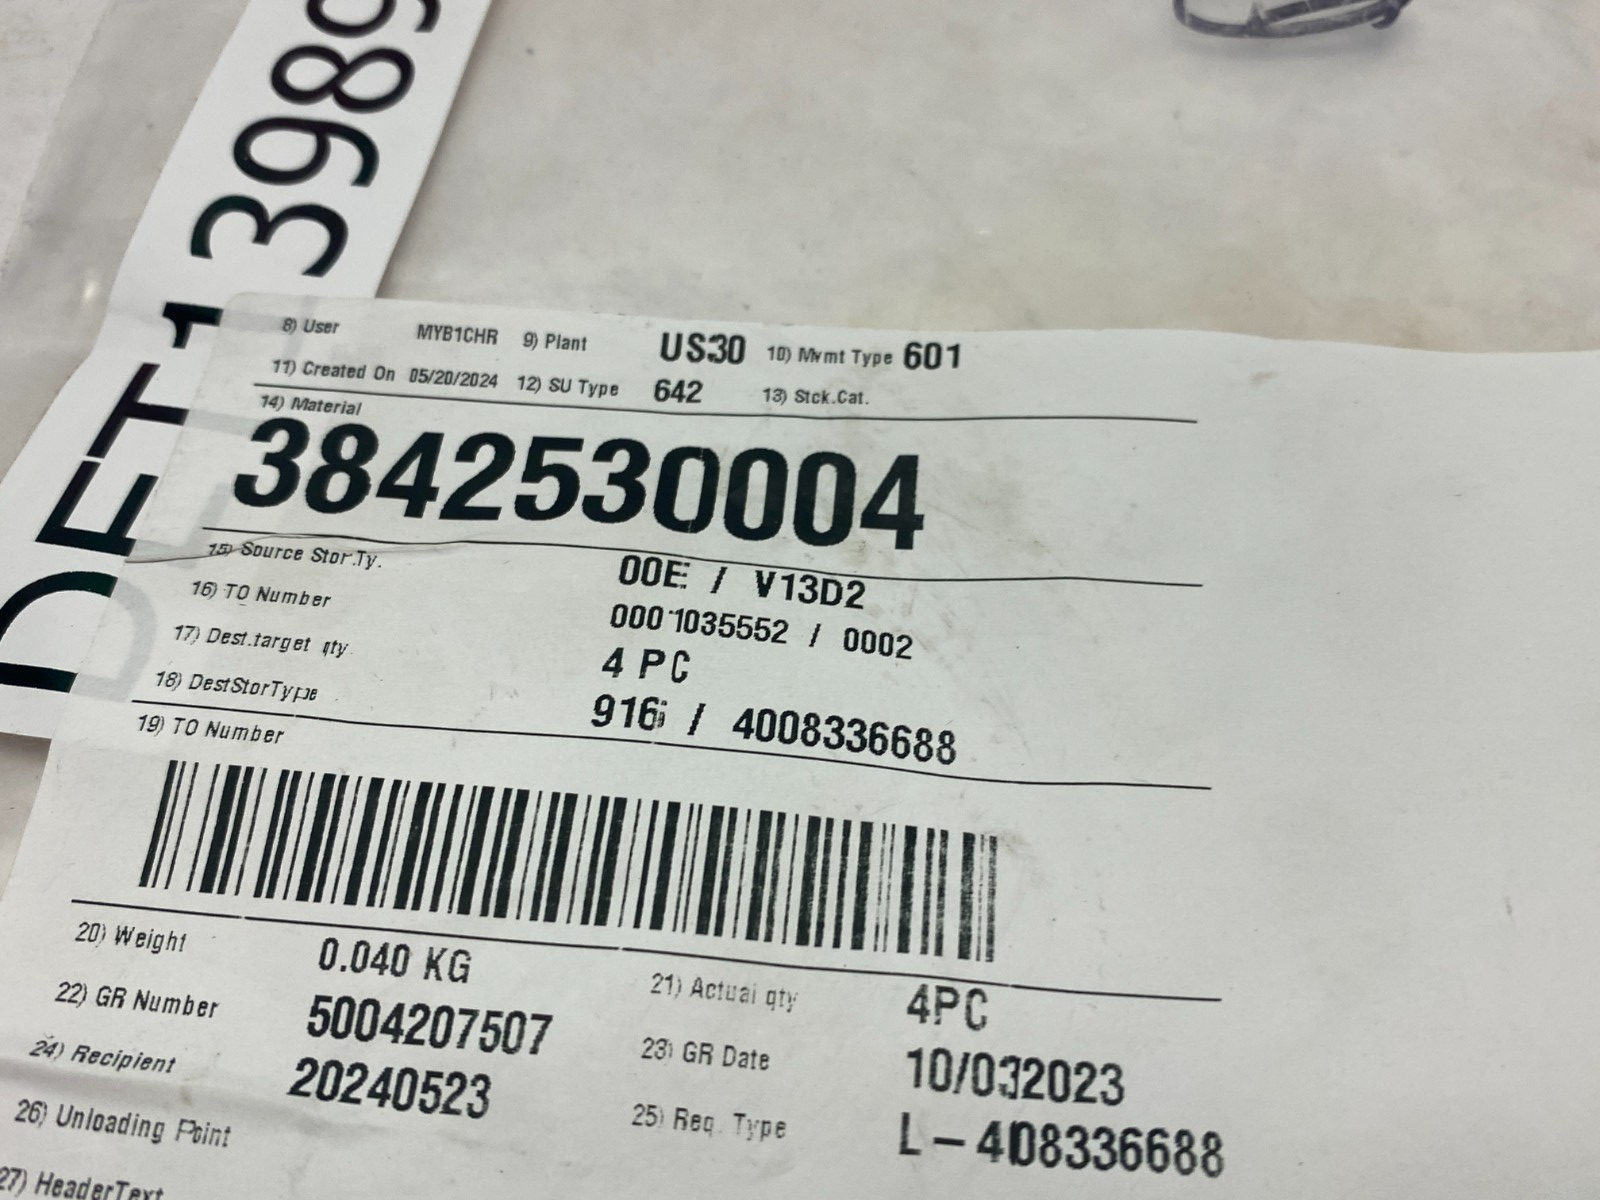 DET13989
8) User MYB1CHR 9) Plant US30 10) Mvmt Type 601
11) Created On 05/20/2024 12) SU Type 642 13) Stck.Cat.
14) Material
3842530004
15) Source Stor.Ty. 00E / V13D2
16) TO Number 0001035552 / 0002
17) Dest.target qty 4 PC
18) DestStorType 916 / 4008336688
19) TO Number
20) Weight 0.040 KG 21) Actual qty 4PC
22) GR Number 5004207507 23) GR Date 10/03/2023
24) Recipient 20240523 25) Req. Type L-4008336688
26) Unloading Point
27) HeaderText